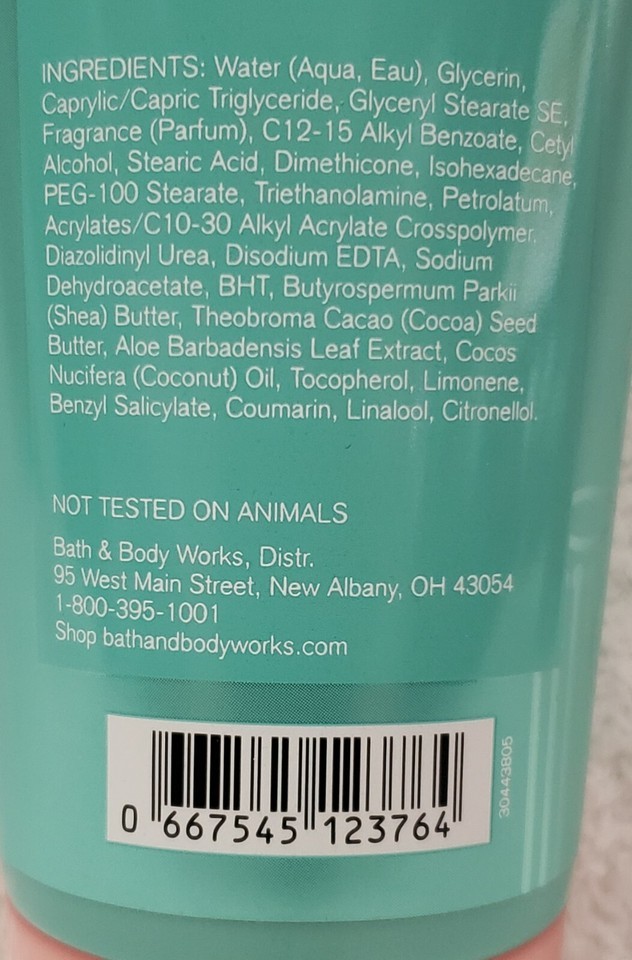 INGREDIENTS: Water (Aqua, Eau), Glycerin,
Caprylic/Capric Triglyceride, Glyceryl Stearate SE,
Fragrance (Parfum), C12-15 Alkyl Benzoate, Cetyl
Alcohol, Stearic Acid, Dimethicone, Isohexadecane,
PEG-100 Stearate, Triethanolamine, Petrolatum,
Acrylates/C10-30 Alkyl Acrylate Crosspolymer,
Diazolidinyl Urea, Disodium EDTA, Sodium
Dehydroacetate, BHT, Butyrospermum Parkii
(Shea) Butter, Theobroma Cacao (Cocoa) Seed
Butter, Aloe Barbadensis Leaf Extract, Cocos
Nucifera (Coconut) Oil, Tocopherol, Limonene,
Benzyl Salicylate, Coumarin, Linalool, Citronellol.
NOT TESTED ON ANIMALS
Bath & Body Works, Distr.
95 West Main Street, New Albany, OH 43054
1-800-395-1001
Shop bathandbodyworks.com
0 667545 123764
30443805